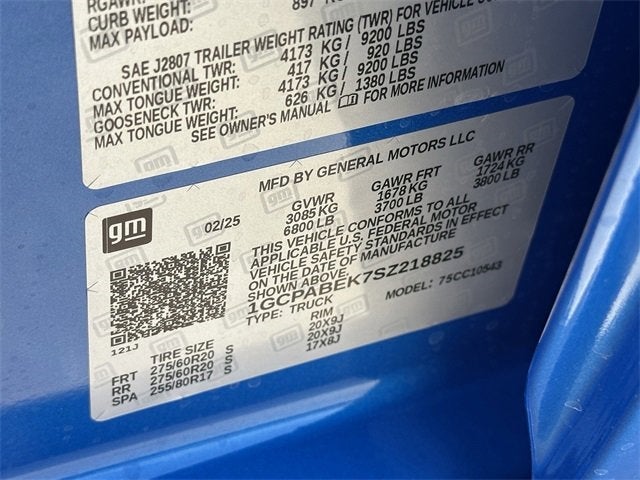 RGAWR
CURB WEIGHT:
MAX PAYLOAD:
SAE J2807 TRAILER WEIGHT RATING (TWR) FOR VEHICLE
CONVENTIONAL TWR: 4173 KG / 9200 LBS
MAX TONGUE WEIGHT: 417 KG / 920 LBS
GOOSENECK TWR: 4173 KG / 9200 LBS
MAX TONGUE WEIGHT: 626 KG / 1380 LBS
SEE OWNER'S MANUAL FOR MORE INFORMATION
MFD BY GENERAL MOTORS LLC
gm 02/25 GVWR GAWR FRT GAWR RR
3085 KG 1678 KG 1724 KG
6800 LB 3700 LB 3800 LB
THIS VEHICLE CONFORMS TO ALL
APPLICABLE U.S. FEDERAL MOTOR
VEHICLE SAFETY STANDARDS IN EFFECT
ON THE DATE OF MANUFACTURE
SHOWN ABOVE.
1GCPABEK7SZ218825
TYPE: TRUCK MODEL: 75CC10543
121J
TIRE SIZE RIM
FRT 275/60R20 S 20X9J
RR 275/60R20 S 20X9J
SPA 255/80R17 S 17X8J